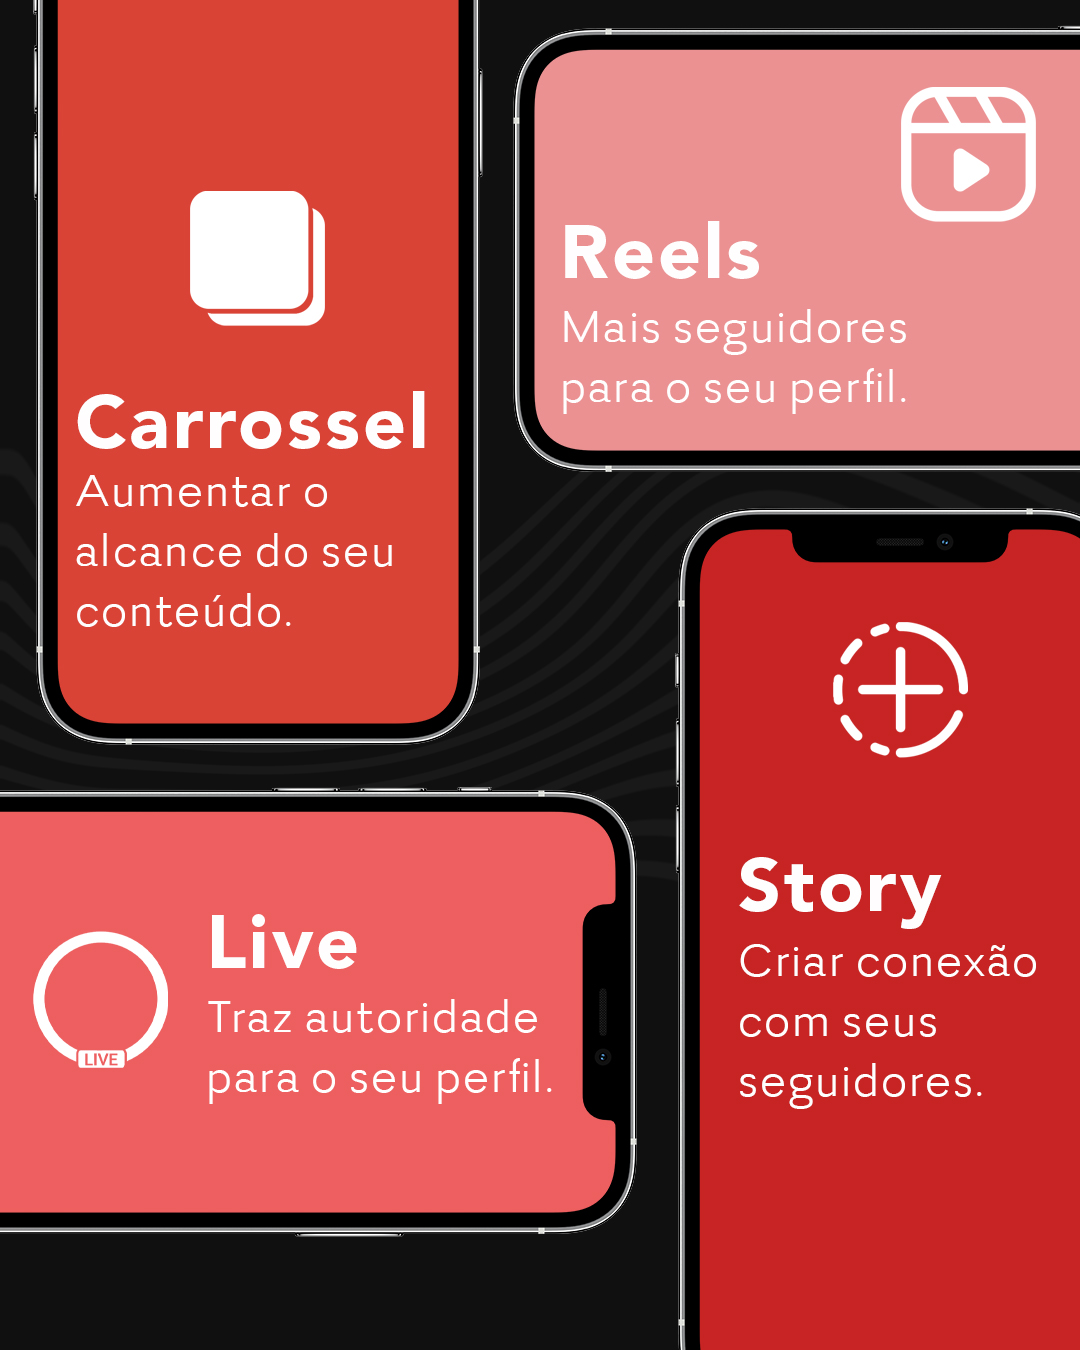 Carrossel
Aumentar o
alcance do seu
conteúdo.
Reels
Mais seguidores
para o seu perfil.
Live
Traz autoridade
para o seu perfil.
LIVE
Story
Criar conexão
com seus
seguidores.